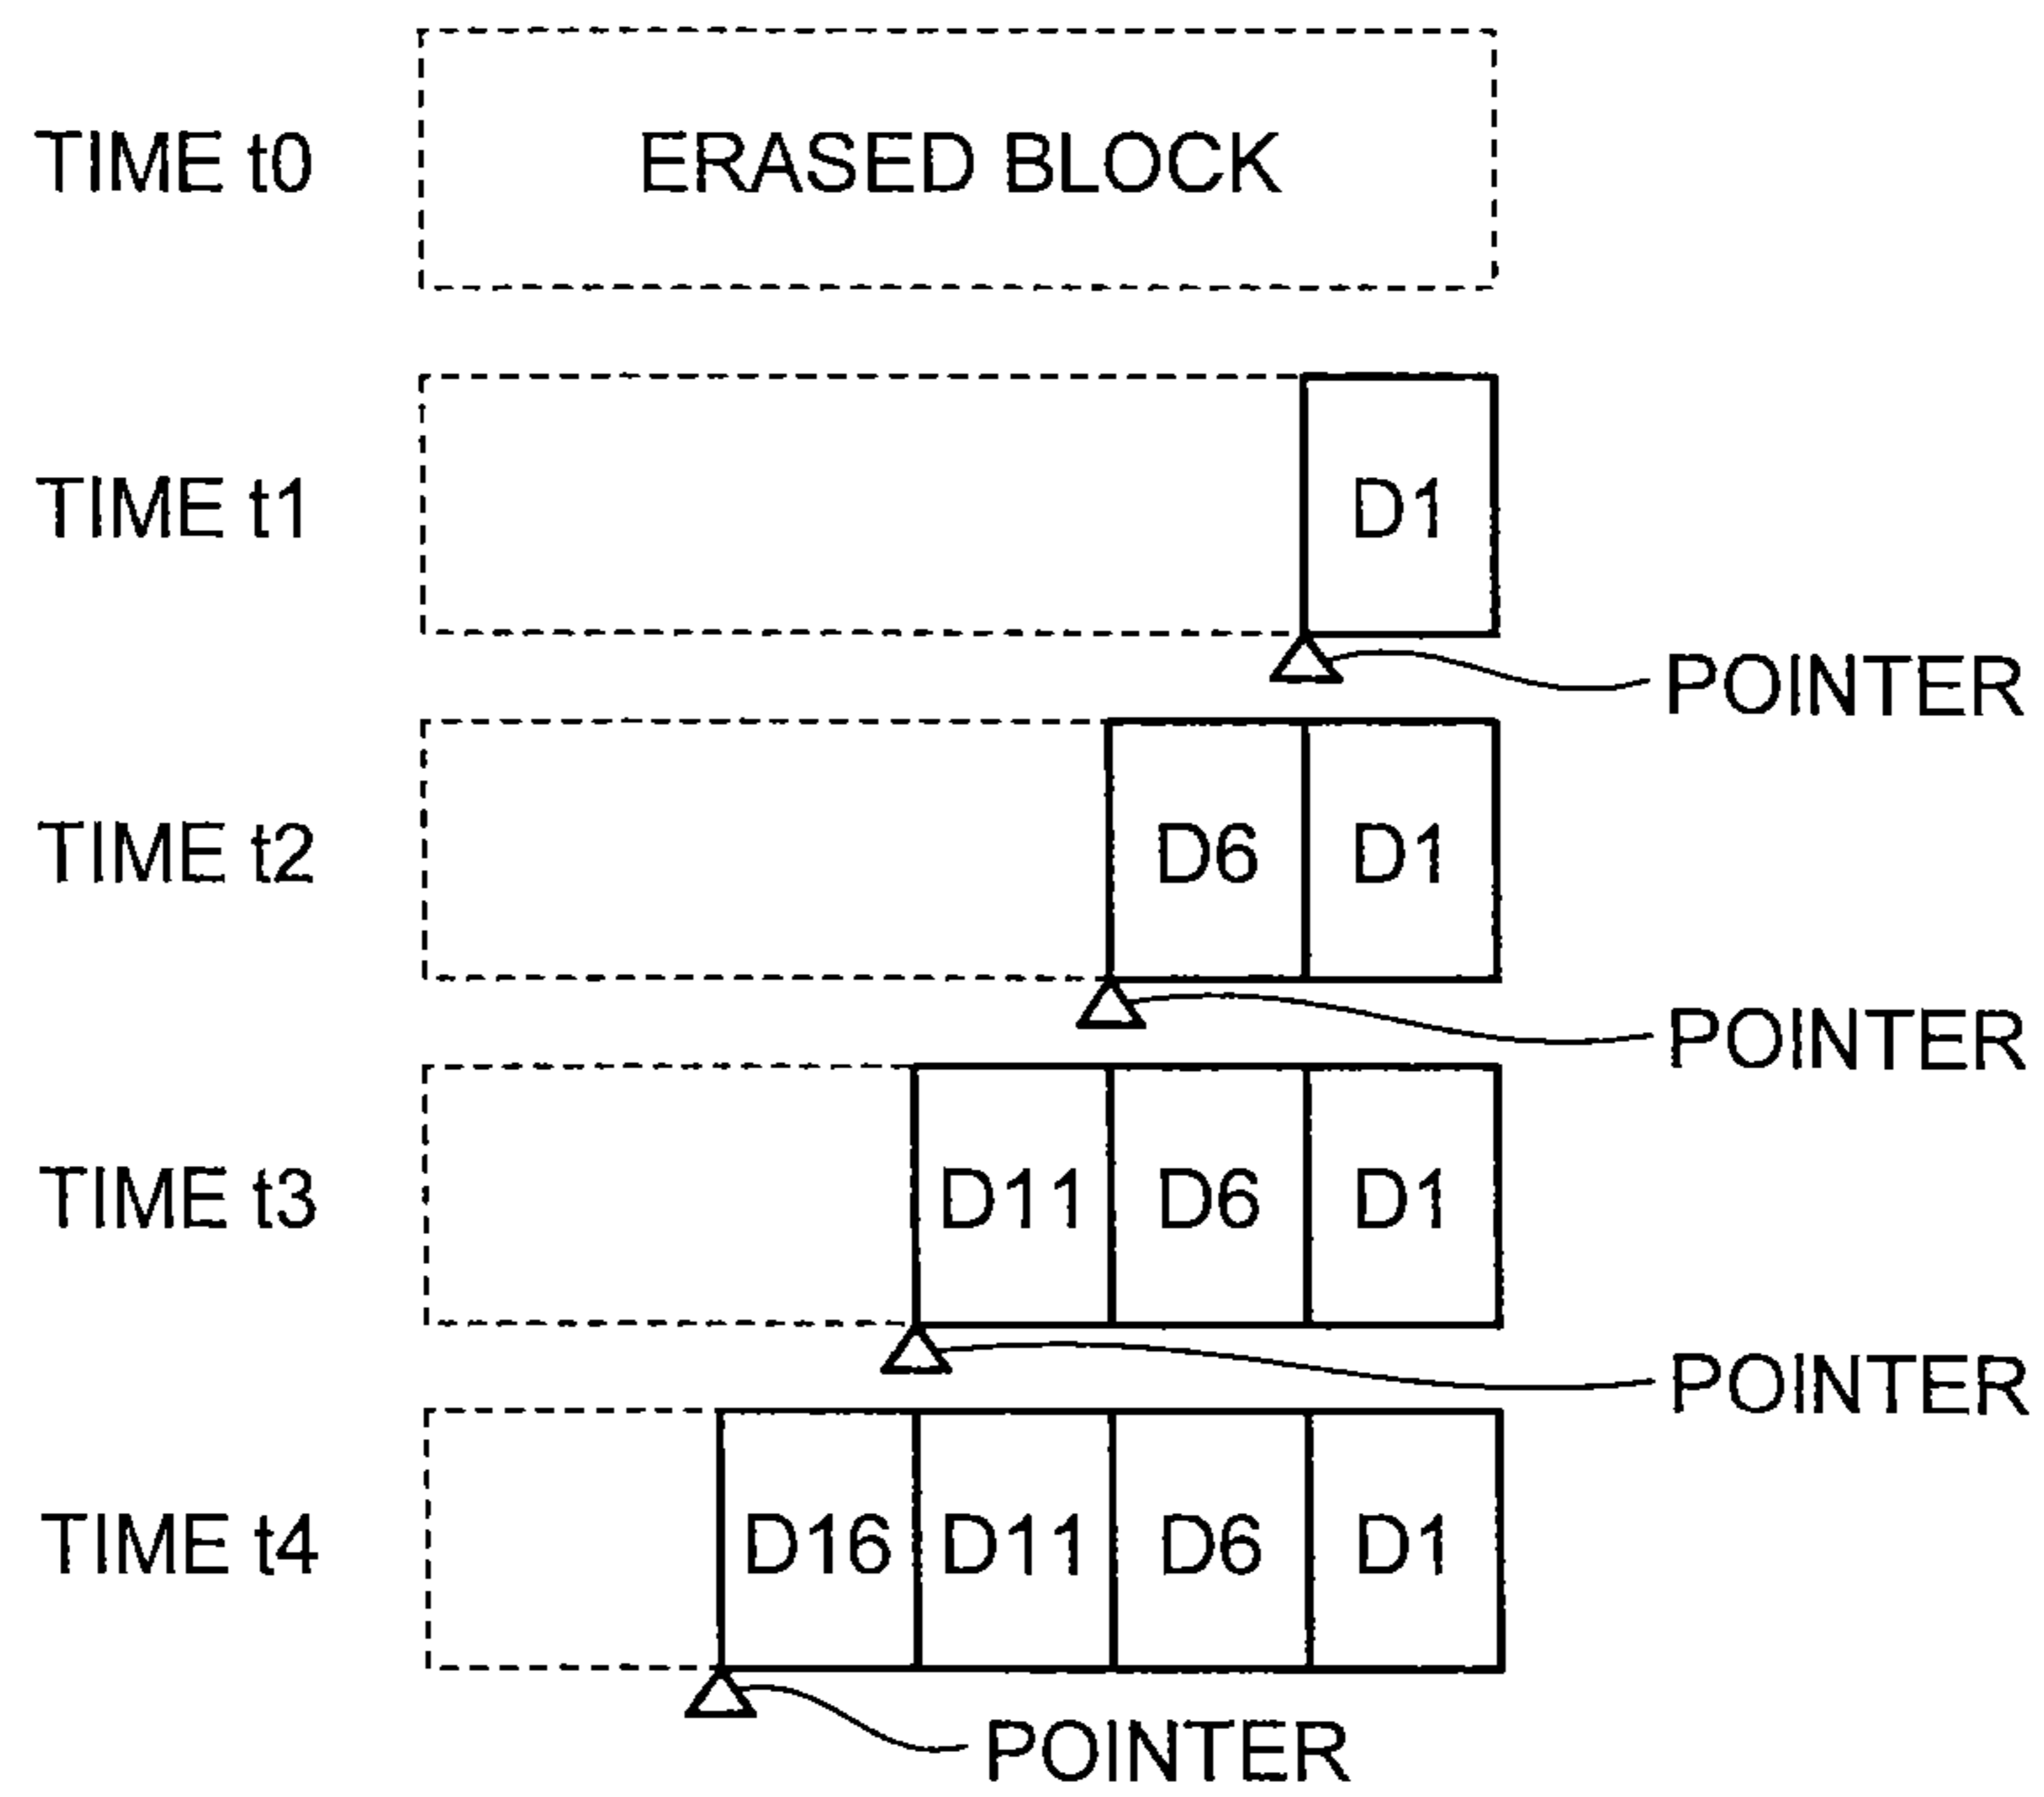 TIME t0 ERASED BLOCK
TIME t1 D1
POINTER
TIME t2 D6 D1
POINTER
TIME t3 D11 D6 D1
POINTER
TIME t4 D16 D11 D6 D1
POINTER